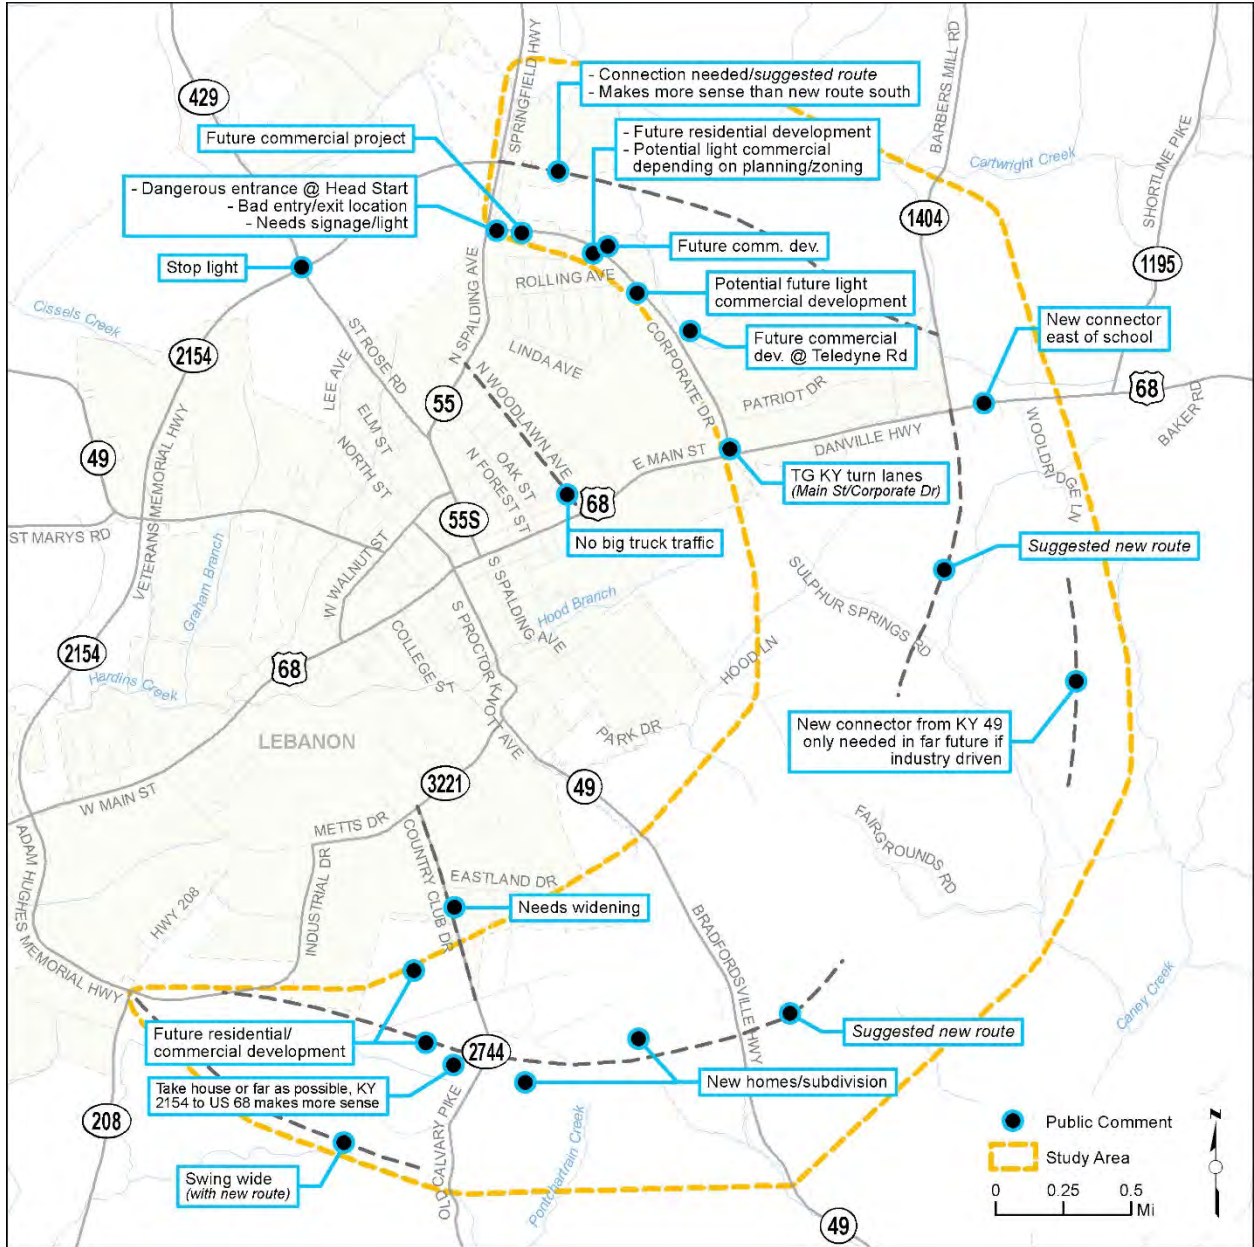 SPRINGFIELD HWY
BARBERS MILL RD
- Connection needed/suggested route
- Makes more sense than new route south
429
Future commercial project
- Future residential development
- Potential light commercial
depending on planning/zoning
Cartwright Creek
SHORTLINE PIKE
- Dangerous entrance @ Head Start
- Bad entry/exit location
- Needs signage/light
1404
Stop light
Future comm. dev.
1195
ROLLING AVE
Potential future light
commercial development
Cissels Creek
N SPALDING AVE
ST ROSE RD
CORPORATE DR
New connector
east of school
2154
LEE AVE
LINDA AVE
Future commercial
dev. @ Teledyne Rd
N WOODLAWN AVE
PATRIOT DR
68
55
ELM ST
BAKER RD
VETERANS MEMORIAL HWY
49
NORTH ST
OAK ST
N FOREST ST
E MAIN ST
DANVILLE HWY
WOOLDRIDGE LN
TG KY turn lanes
(Main St/Corporate Dr)
68
55S
ST MARYS RD
No big truck traffic
Suggested new route
W WALNUT ST
Graham Branch
S SPALDING AVE
Hood Branch
SULPHUR SPRINGS RD
S PROCTOR KNOTT AVE
2154
68
COLLEGE ST
HOOD LN
Hardins Creek
New connector from KY 49
only needed in far future if
industry driven
LEBANON
PARK DR
3221
49
W MAIN ST
METTS DR
COUNTRY CLUB DR
FAIRGROUNDS RD
ADAM HUGHES MEMORIAL HWY
EASTLAND DR
HWY 208
INDUSTRIAL DR
Needs widening
BRADFORDSVILLE HWY
Caney Creek
Future residential/
commercial development
Suggested new route
2744
Take house or far as possible, KY
2154 to US 68 makes more sense
New homes/subdivision
208
OLD CALVARY PIKE
Pontchartrain Creek
Swing wide
(with new route)
49
Public Comment
Study Area
0 0.25 0.5
Mi
N